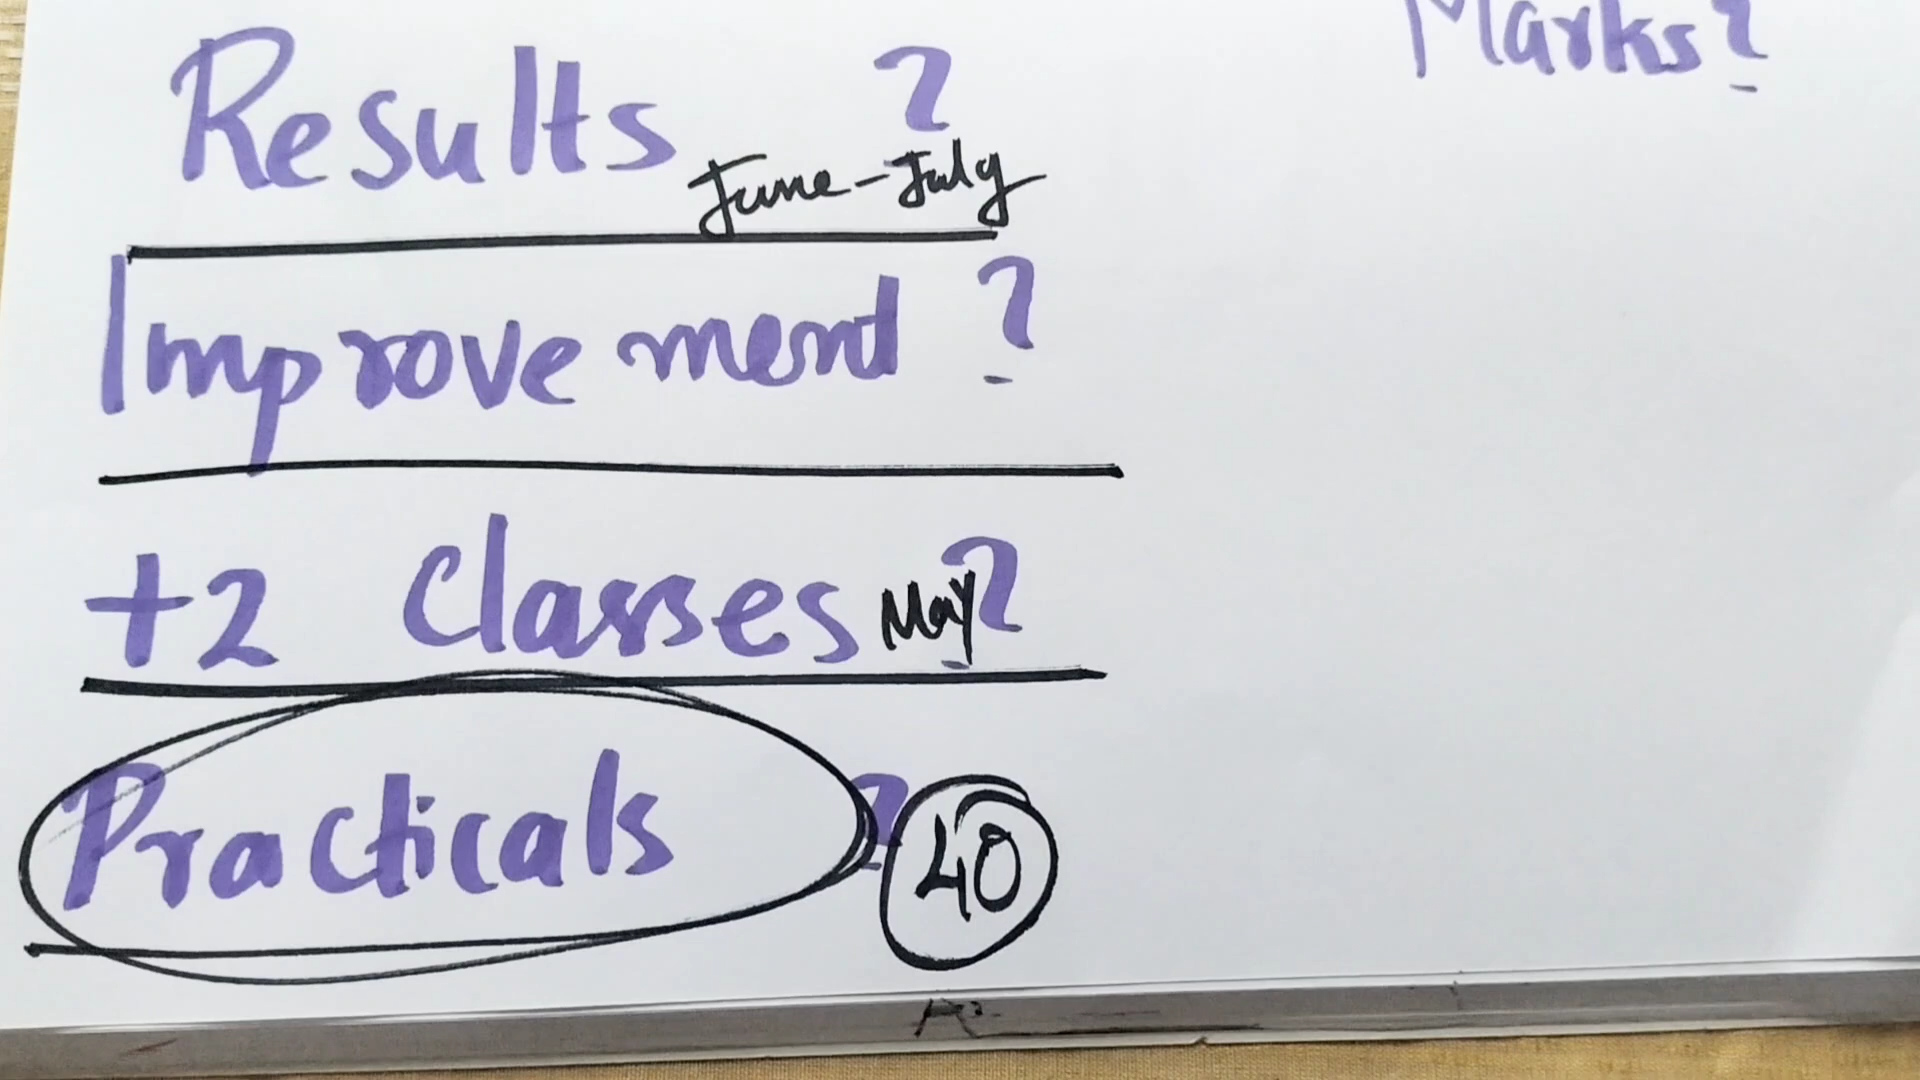 Marks?
Results ?
June-July
Improvement ?
+2 Classes ?
May
Practicals ?
40